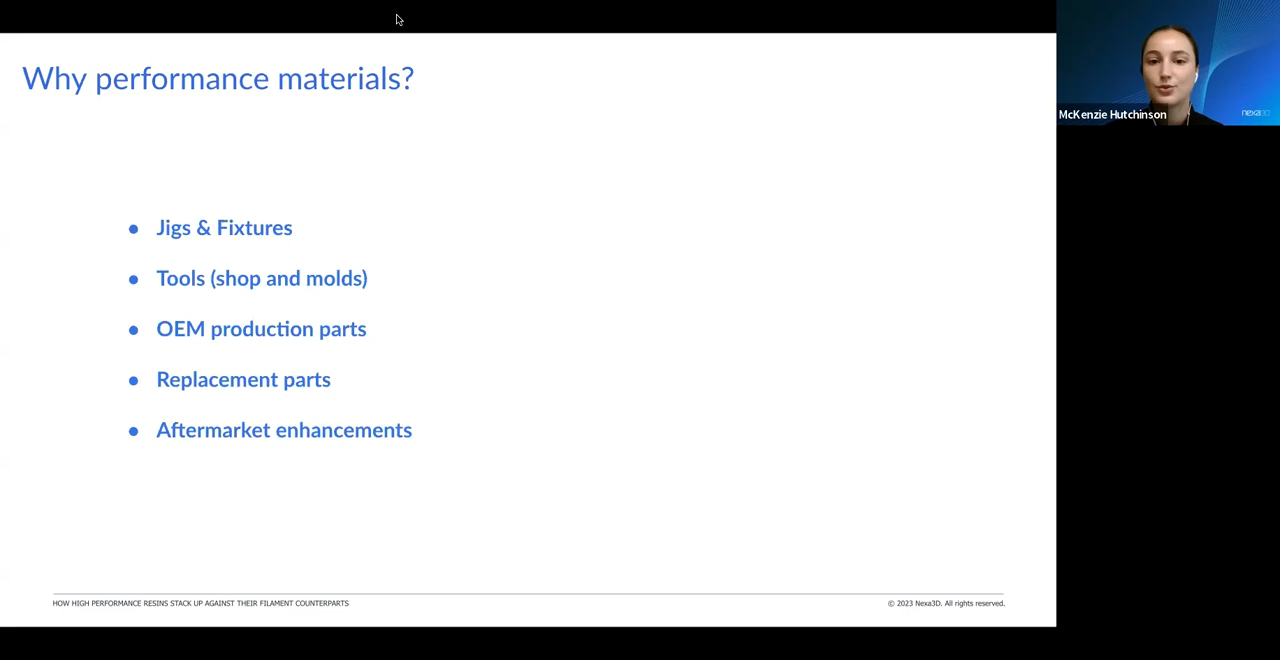 Why performance materials?
McKenzie Hutchinson
nexa3D
Jigs & Fixtures
Tools (shop and molds)
OEM production parts
Replacement parts
Aftermarket enhancements
HOW HIGH PERFORMANCE RESINS STACK UP AGAINST THEIR FILAMENT COUNTERPARTS
© 2023 Nexa3D. All rights reserved.